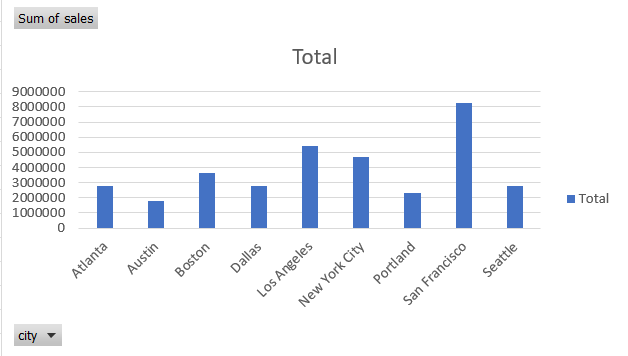 Sum of sales
Total
9000000
8000000
7000000
6000000
5000000
4000000
3000000
2000000
1000000
0
Atlanta
Austin
Boston
Dallas
Los Angeles
New York City
Portland
San Francisco
Seattle
Total
city